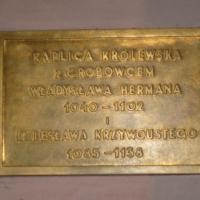 KAPLICA KRÓLEWSKA
Z GROBOWCEM
WŁADYSŁAWA HERMANA
1040-1102
I
BOLESŁAWA KRZYWOUSTEGO
1085-1138